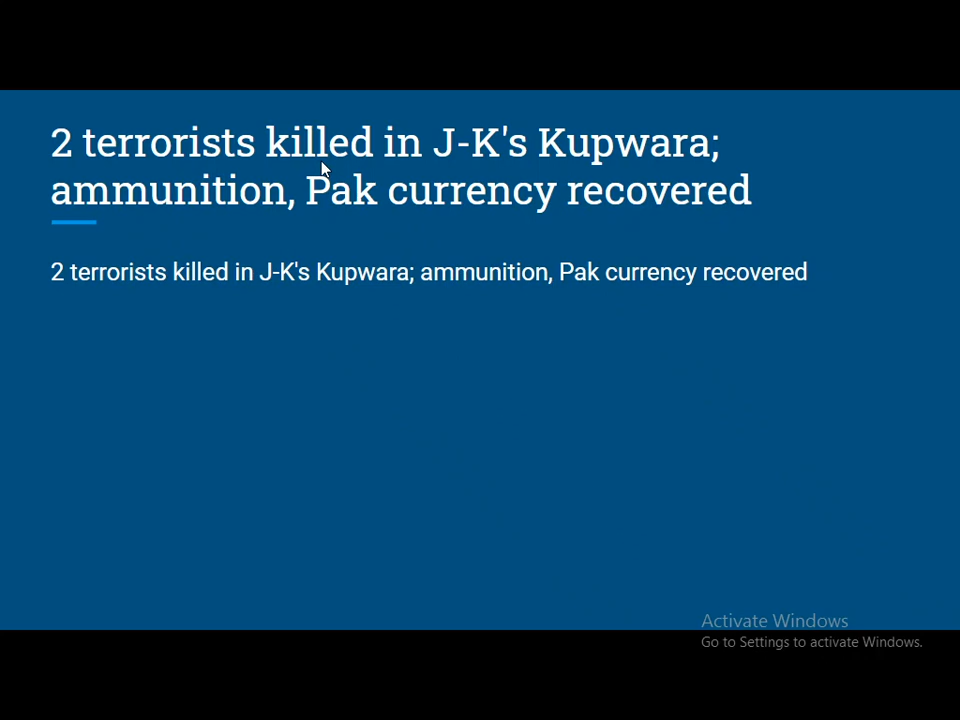 2 terrorists killed in J-K's Kupwara;
ammunition, Pak currency recovered
2 terrorists killed in J-K's Kupwara; ammunition, Pak currency recovered
Activate Windows
Go to Settings to activate Windows.